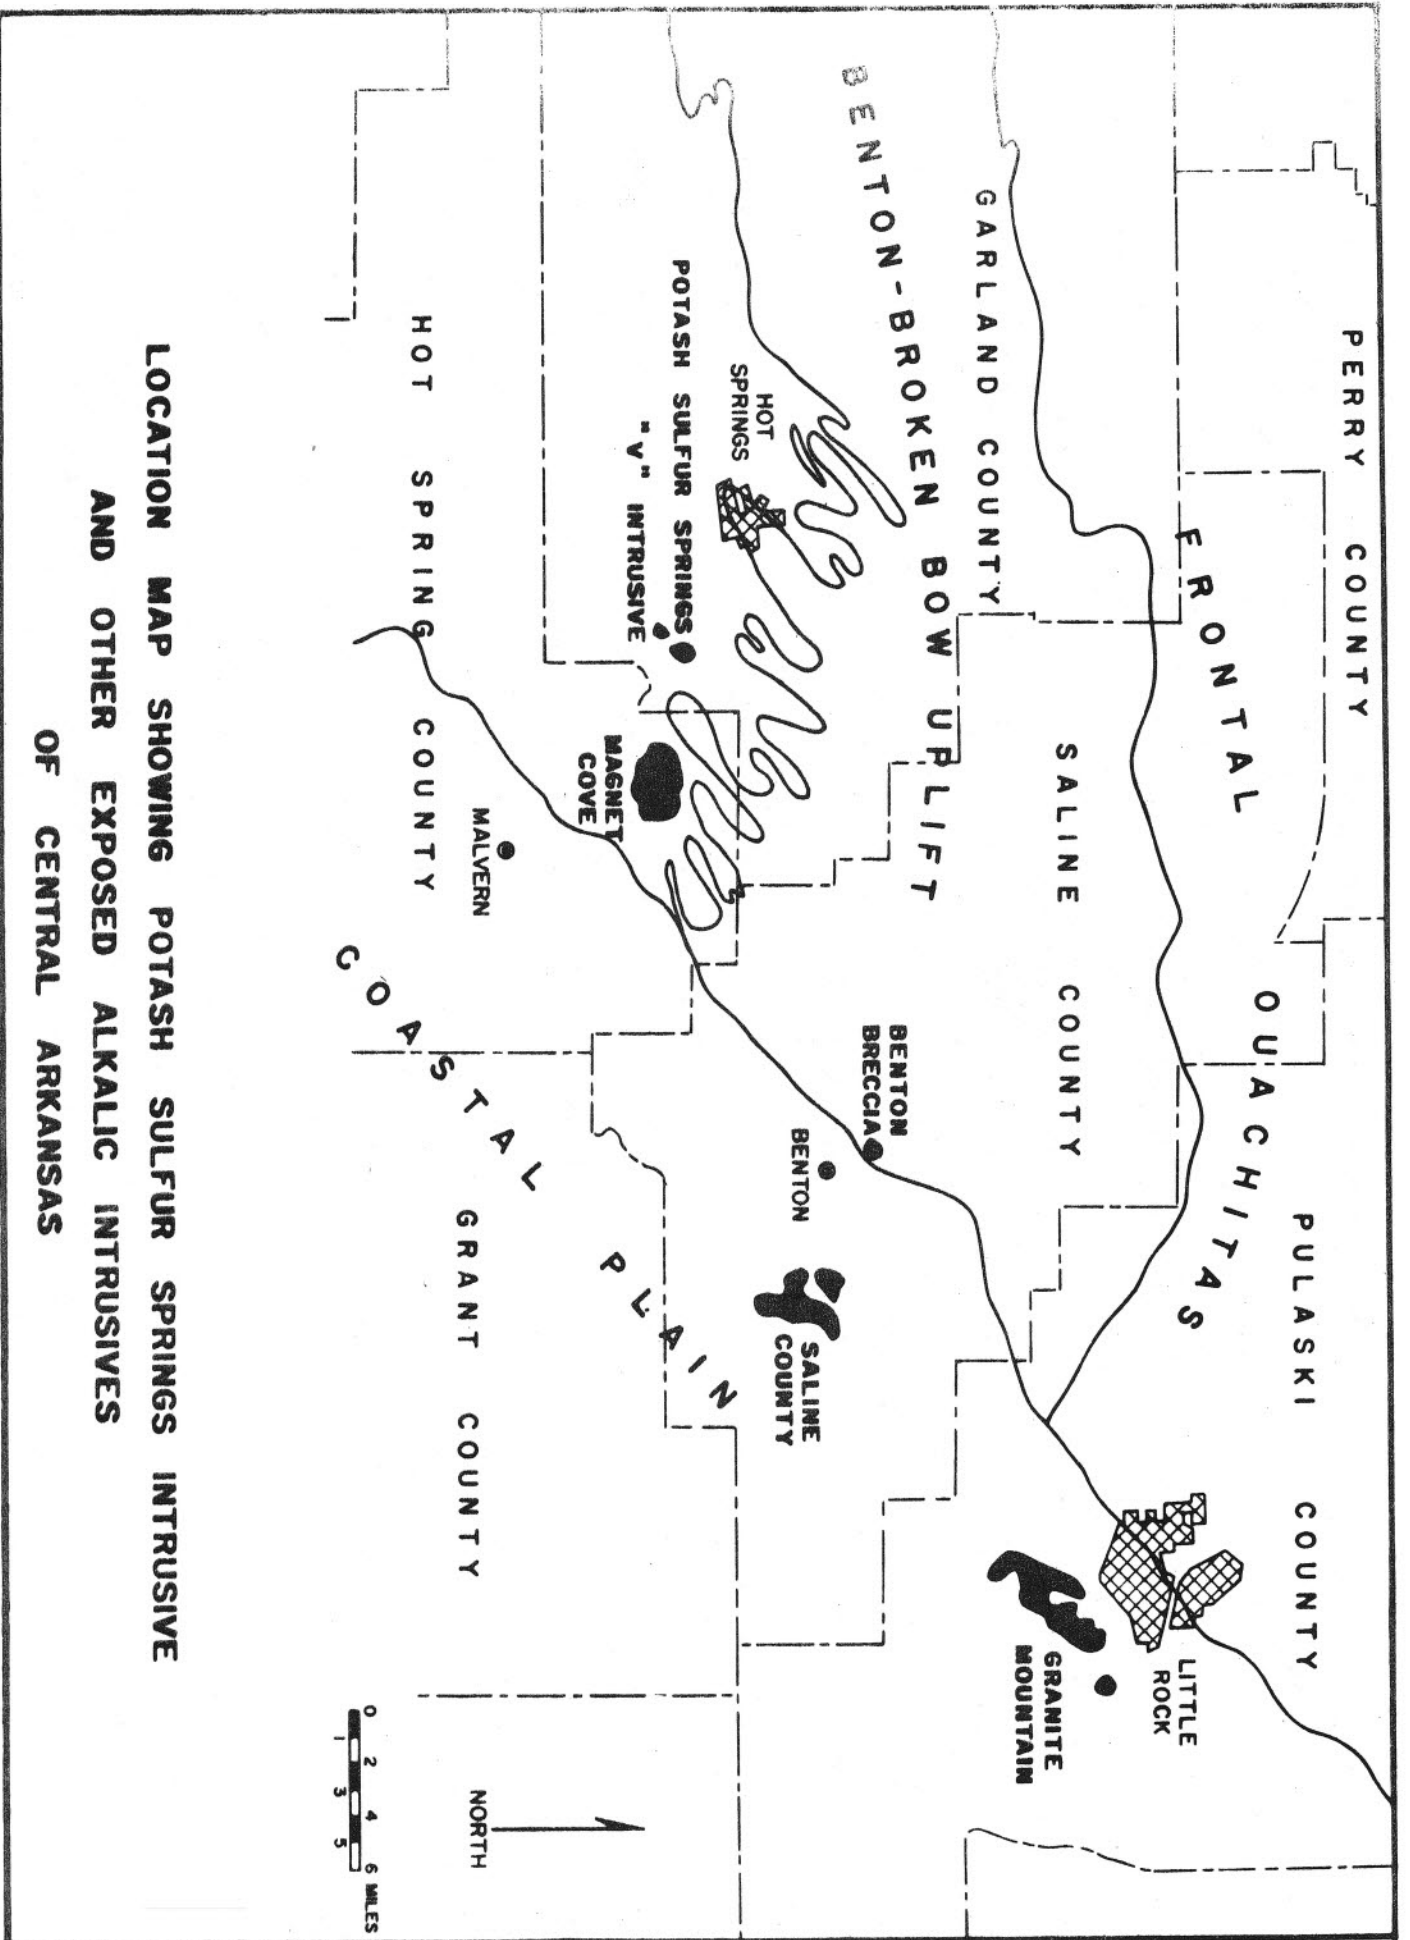 PERRY COUNTY
FRONTAL OUACHITAS
PULASKI COUNTY
GARLAND COUNTY
SALINE COUNTY
BENTON-BROKEN BOW UPLIFT
LITTLE
ROCK
GRANITE
MOUNTAIN
HOT
SPRINGS
POTASH SULFUR SPRINGS
"V" INTRUSIVE
MAGNET
COVE
BENTON
BRECCIA
BENTON
SALINE
COUNTY
MALVERN
HOT SPRING COUNTY
COASTAL PLAIN
GRANT COUNTY
NORTH
0 2 4 6 MILES
1 3 5
LOCATION MAP SHOWING POTASH SULFUR SPRINGS INTRUSIVE
AND OTHER EXPOSED ALKALIC INTRUSIVES
OF CENTRAL ARKANSAS